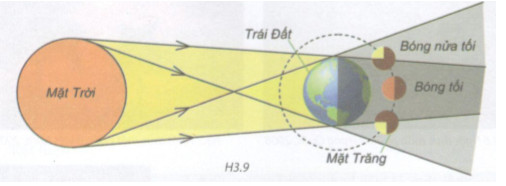 Trái Đất
Bóng nửa tối
Mặt Trời
Bóng tối
Mặt Trăng
H3.9